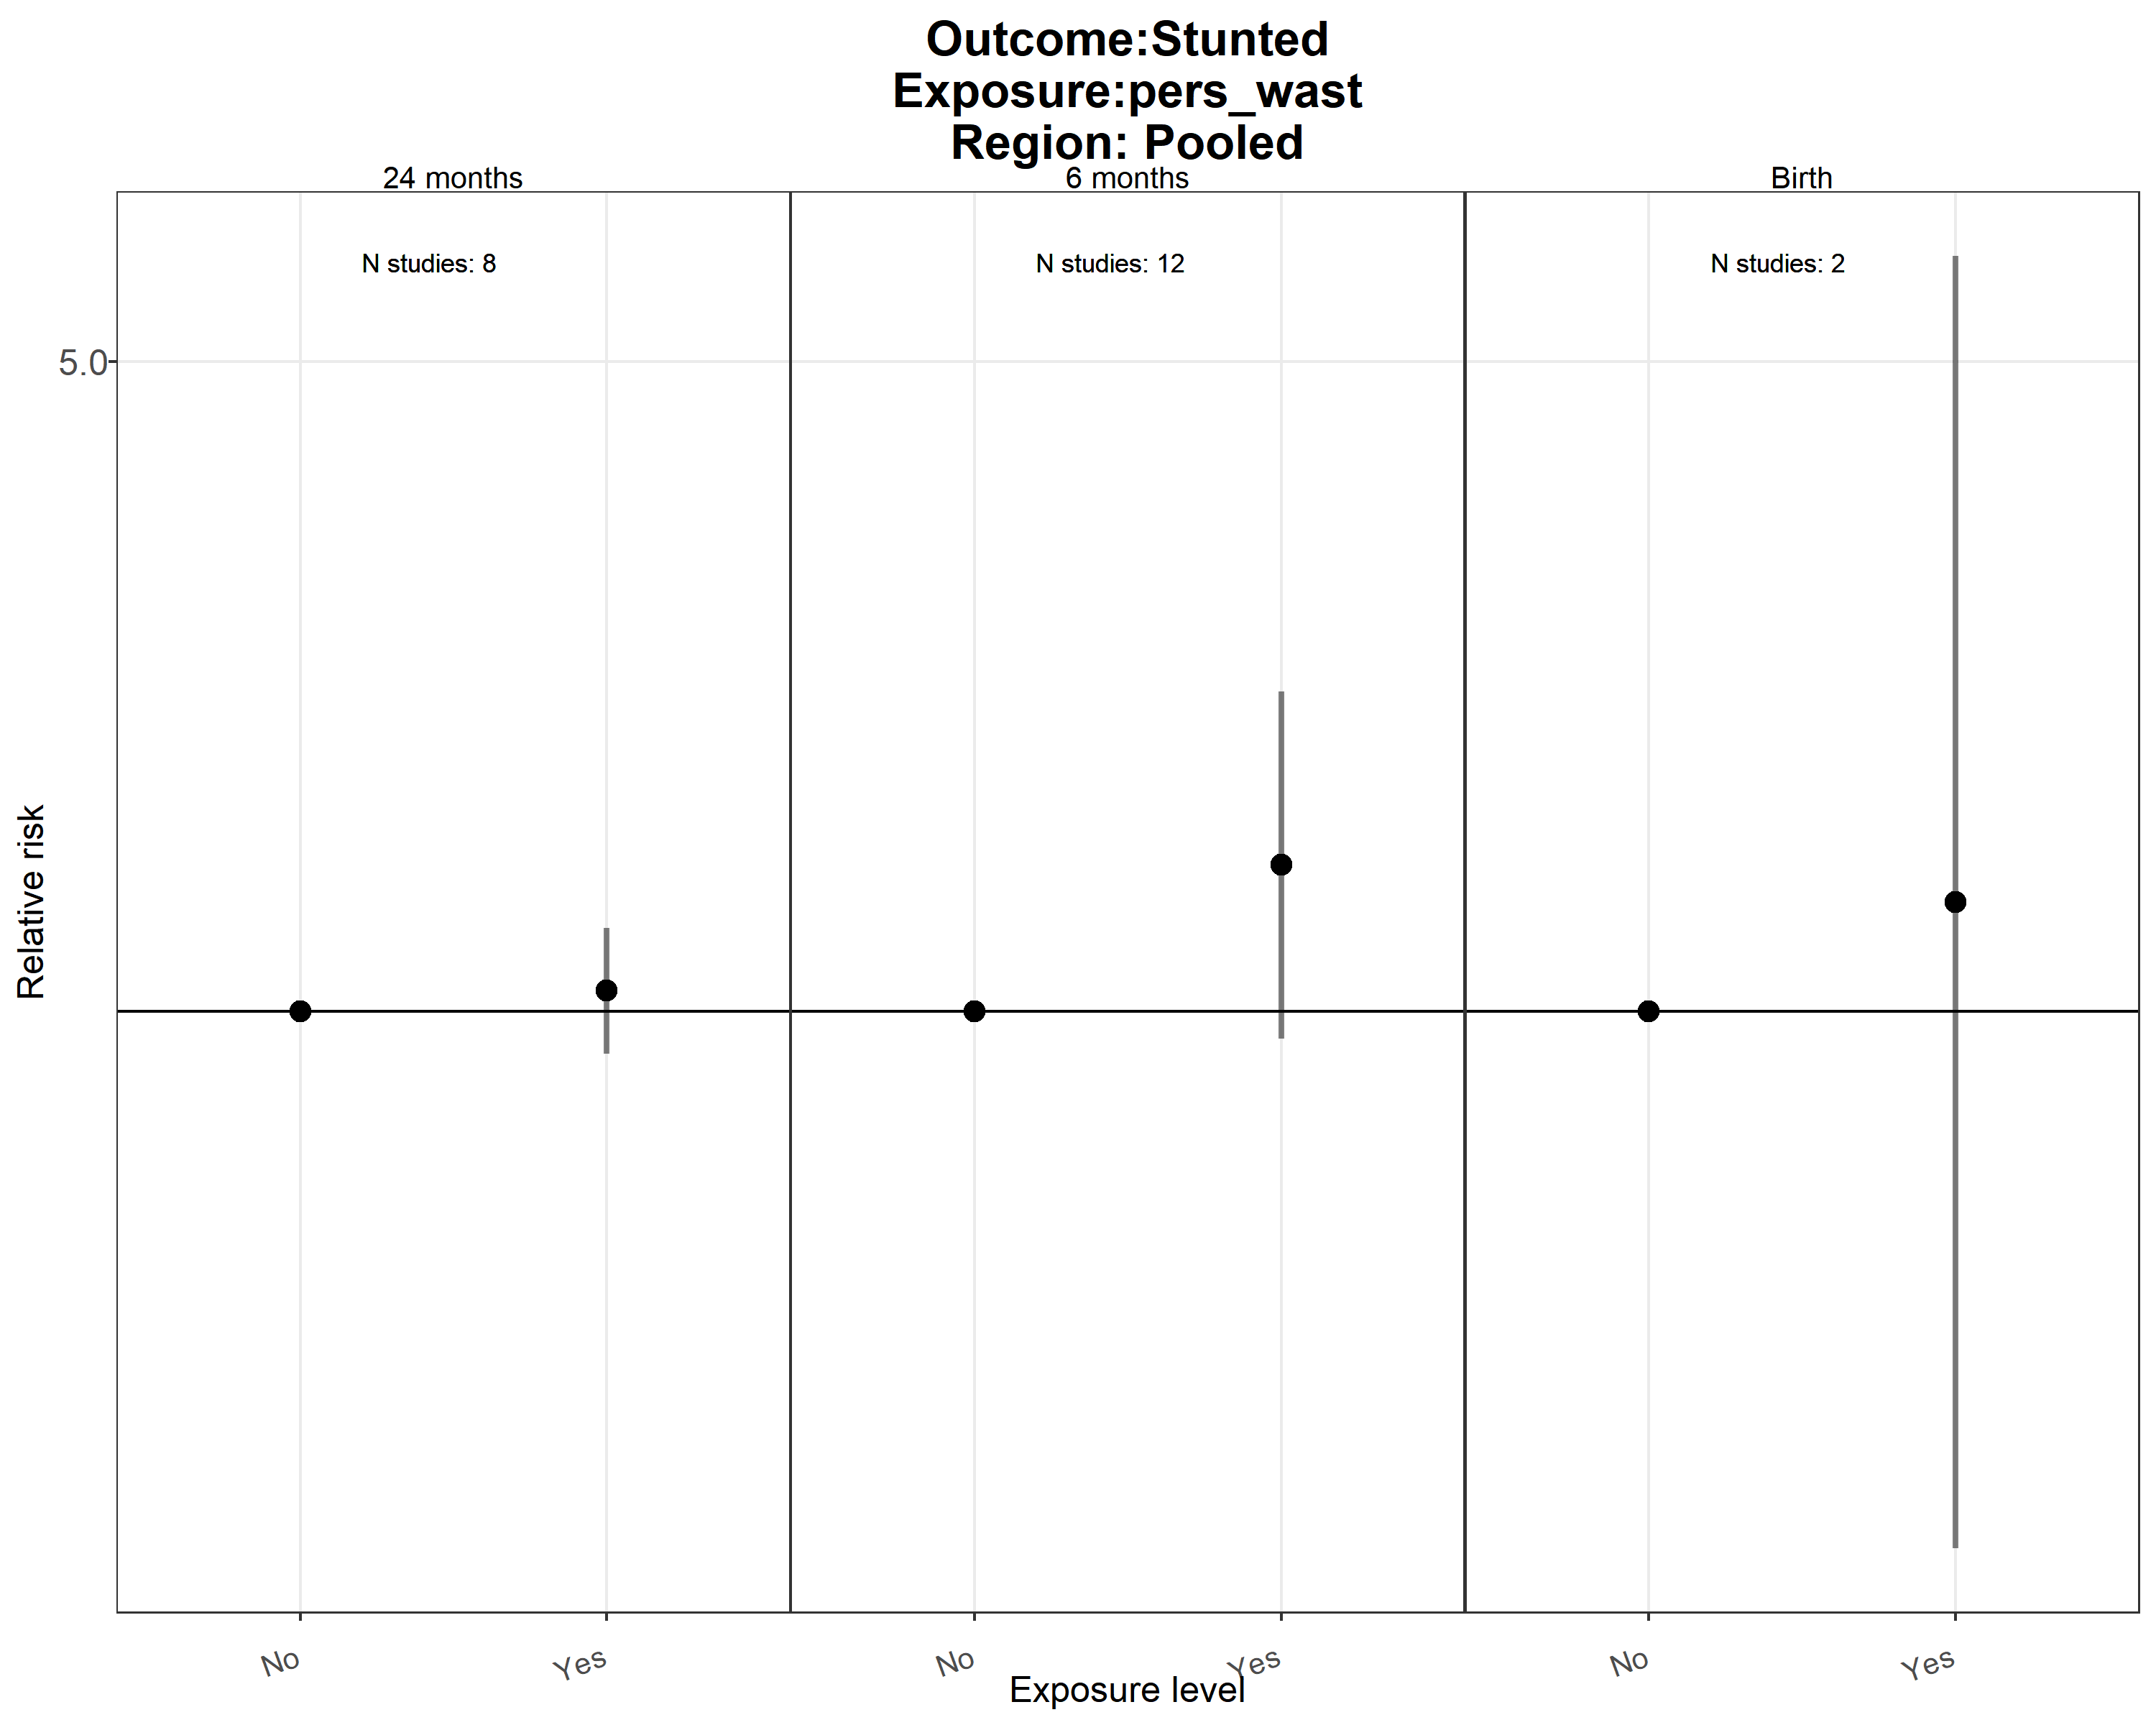 Outcome:Stunted
Exposure:pers_wast
Region: Pooled
24 months
6 months
Birth
N studies: 8
N studies: 12
N studies: 2
5.0
Relative risk
No
Yes
No
Yes
No
Yes
Exposure level